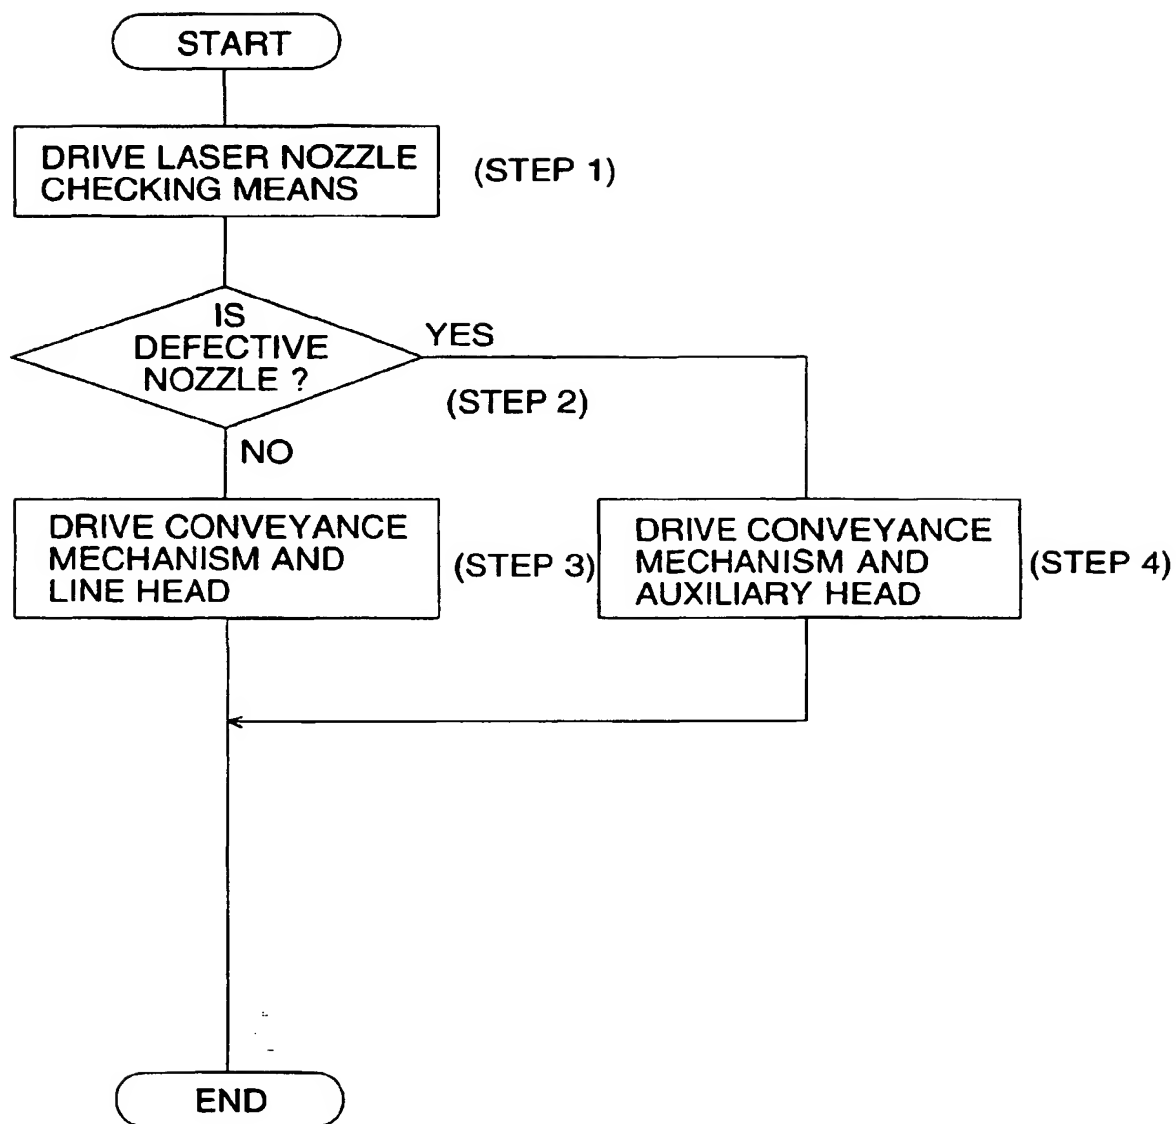 START
DRIVE LASER NOZZLE
CHECKING MEANS
(STEP 1)
IS
DEFECTIVE
NOZZLE ?
YES
(STEP 2)
NO
DRIVE CONVEYANCE
MECHANISM AND
LINE HEAD
(STEP 3)
DRIVE CONVEYANCE
MECHANISM AND
AUXILIARY HEAD
(STEP 4)
END